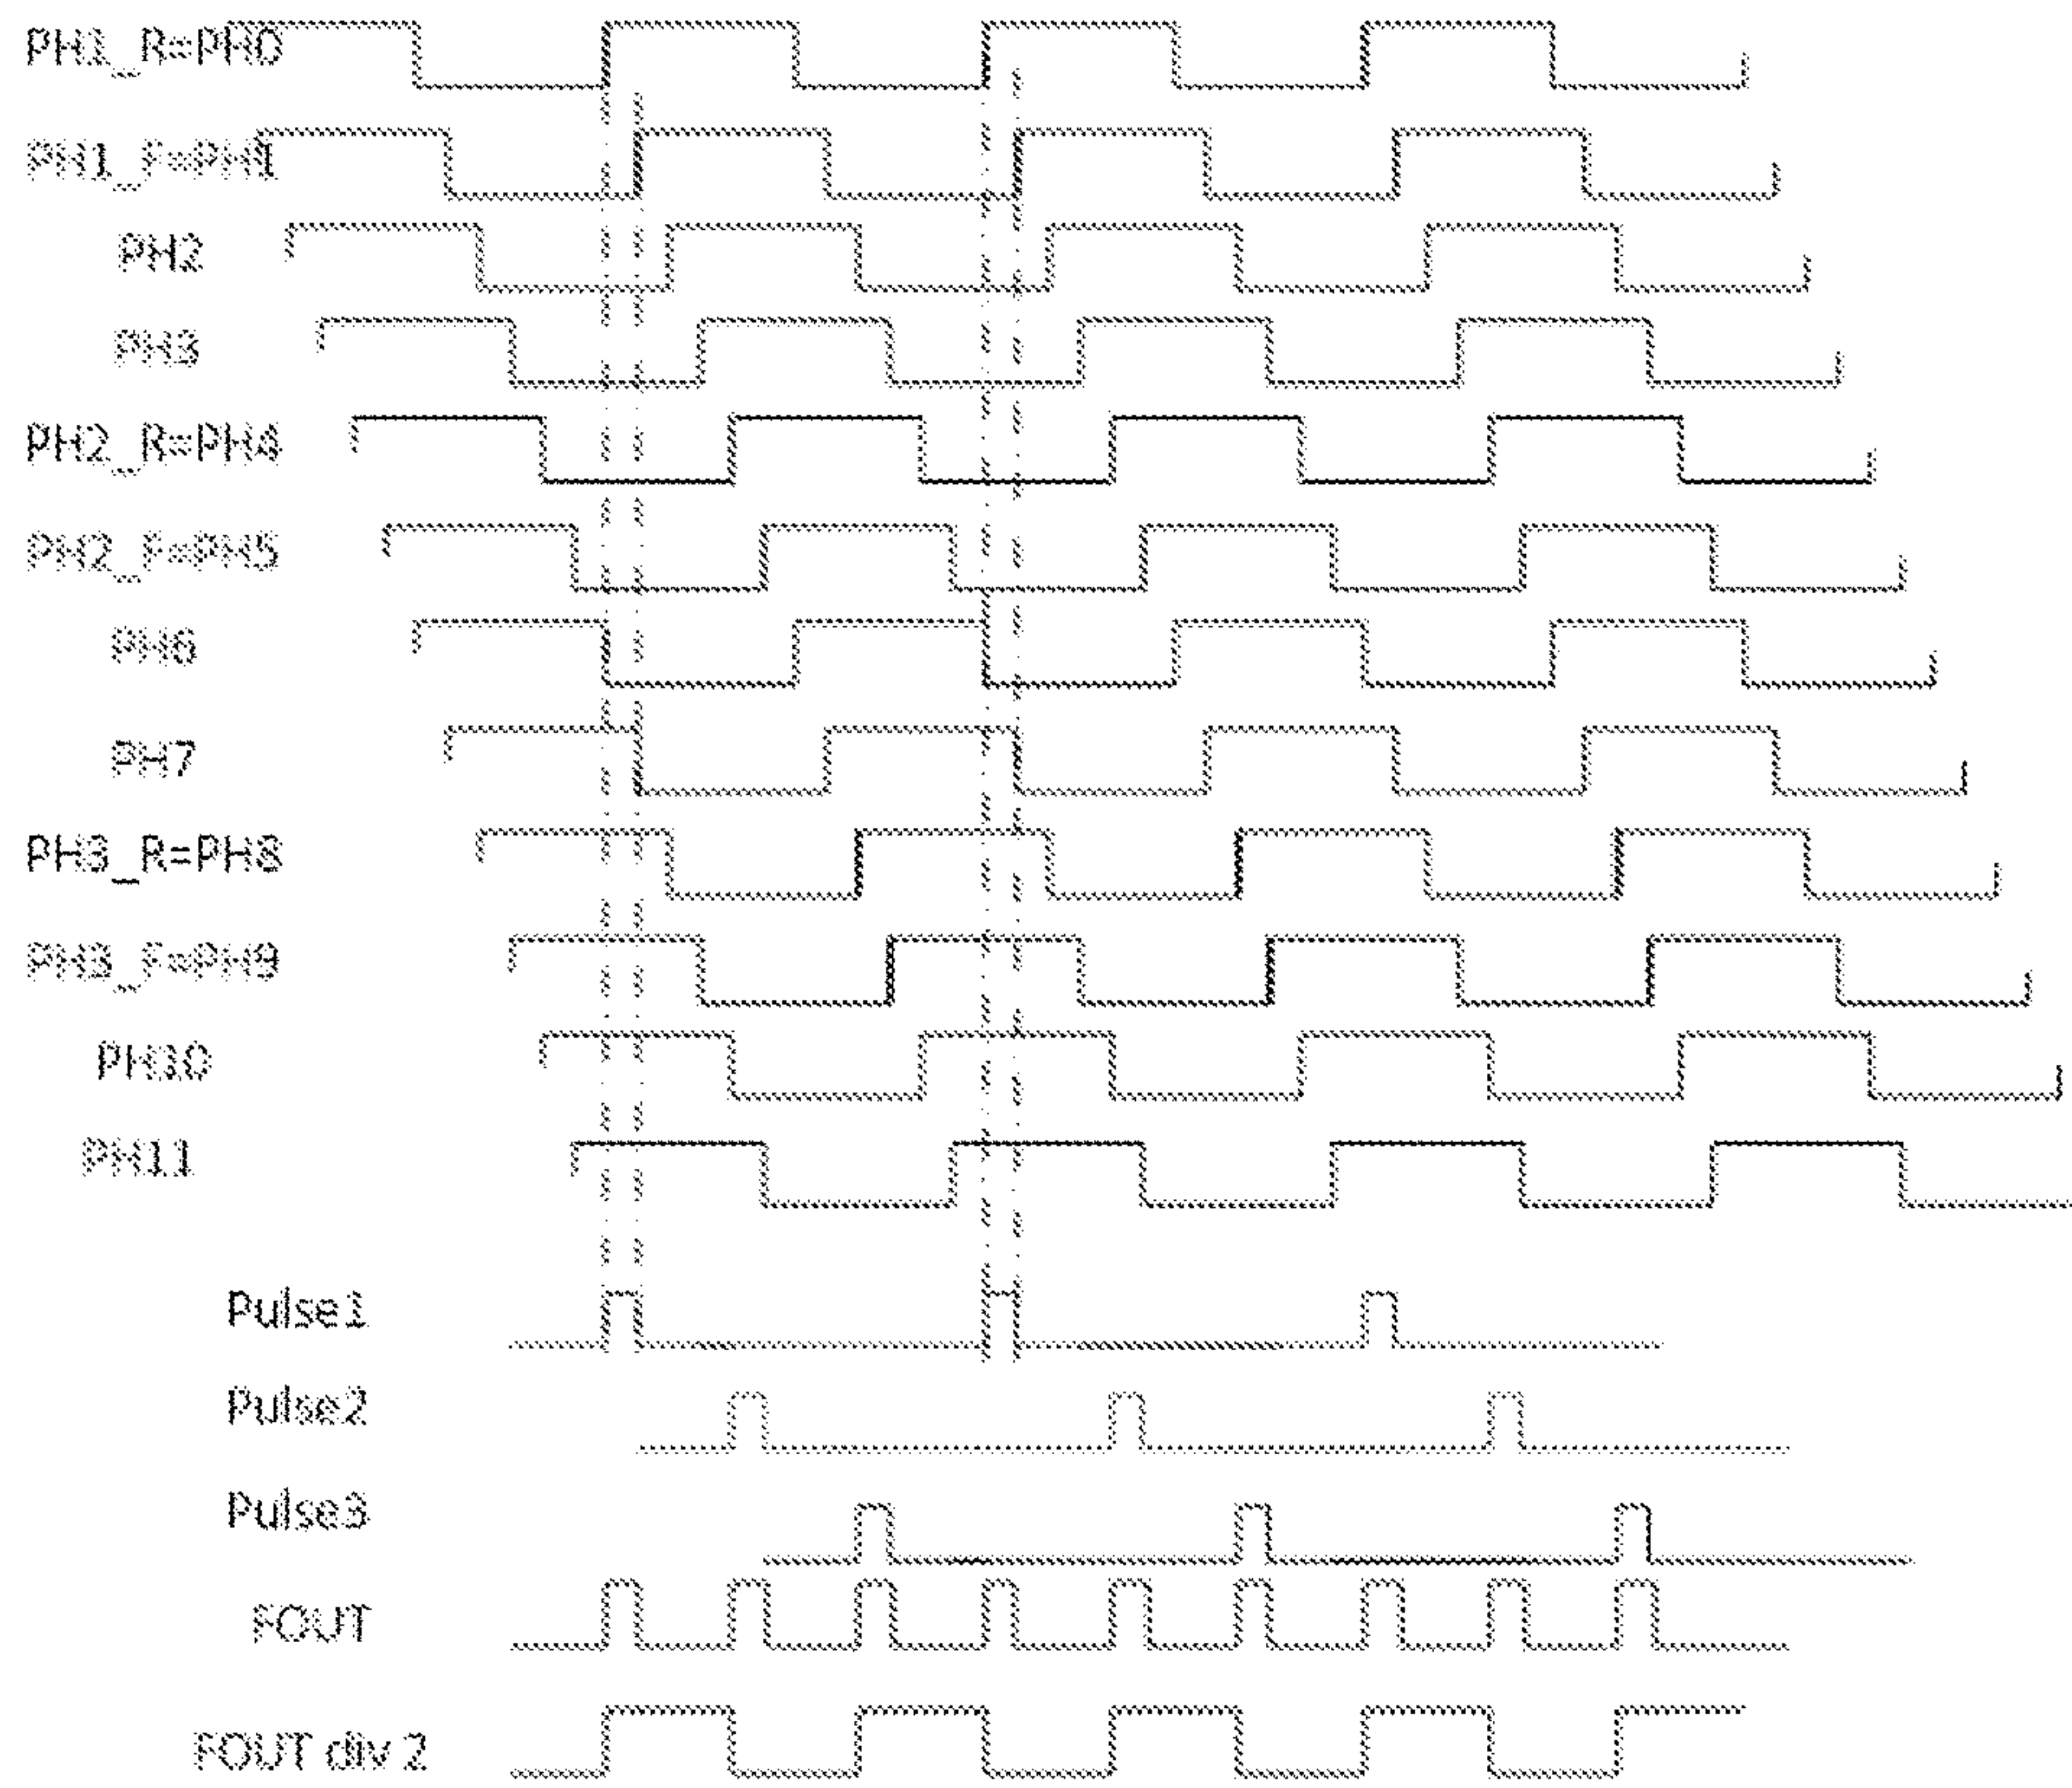 PH1_R=PH0
PH1_F=PH1
PH2
PH3
PH2_R=PH4
PH2_F=PH5
PH6
PH7
PH3_R=PH8
PH3_F=PH9
PH10
PH11
Pulse1
Pulse2
Pulse3
FOUT
FOUT div 2